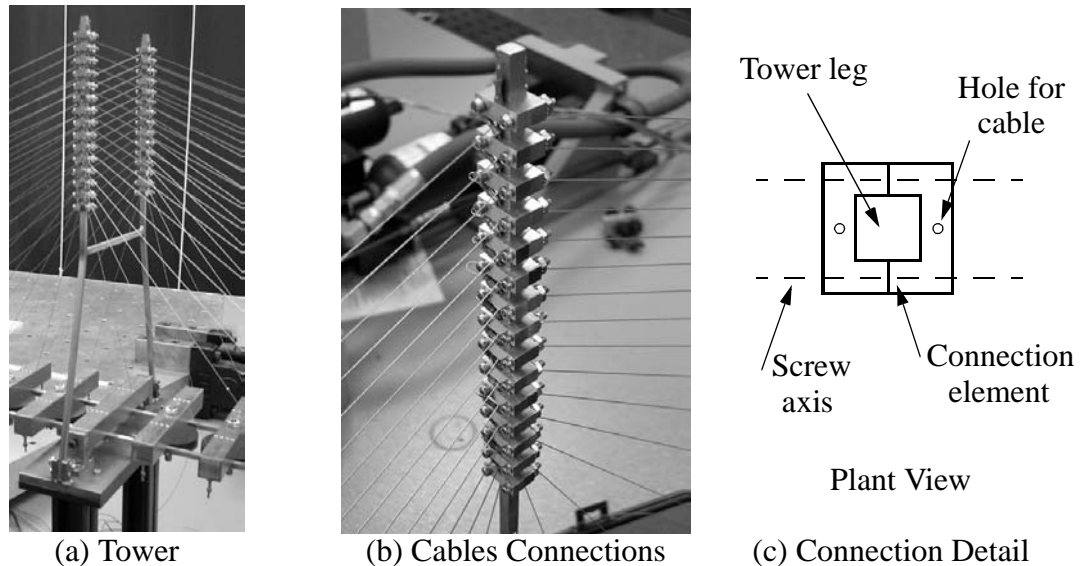 Tower leg
Hole for
cable
Screw
axis
Connection
element
Plant View
(a) Tower
(b) Cables Connections
(c) Connection Detail